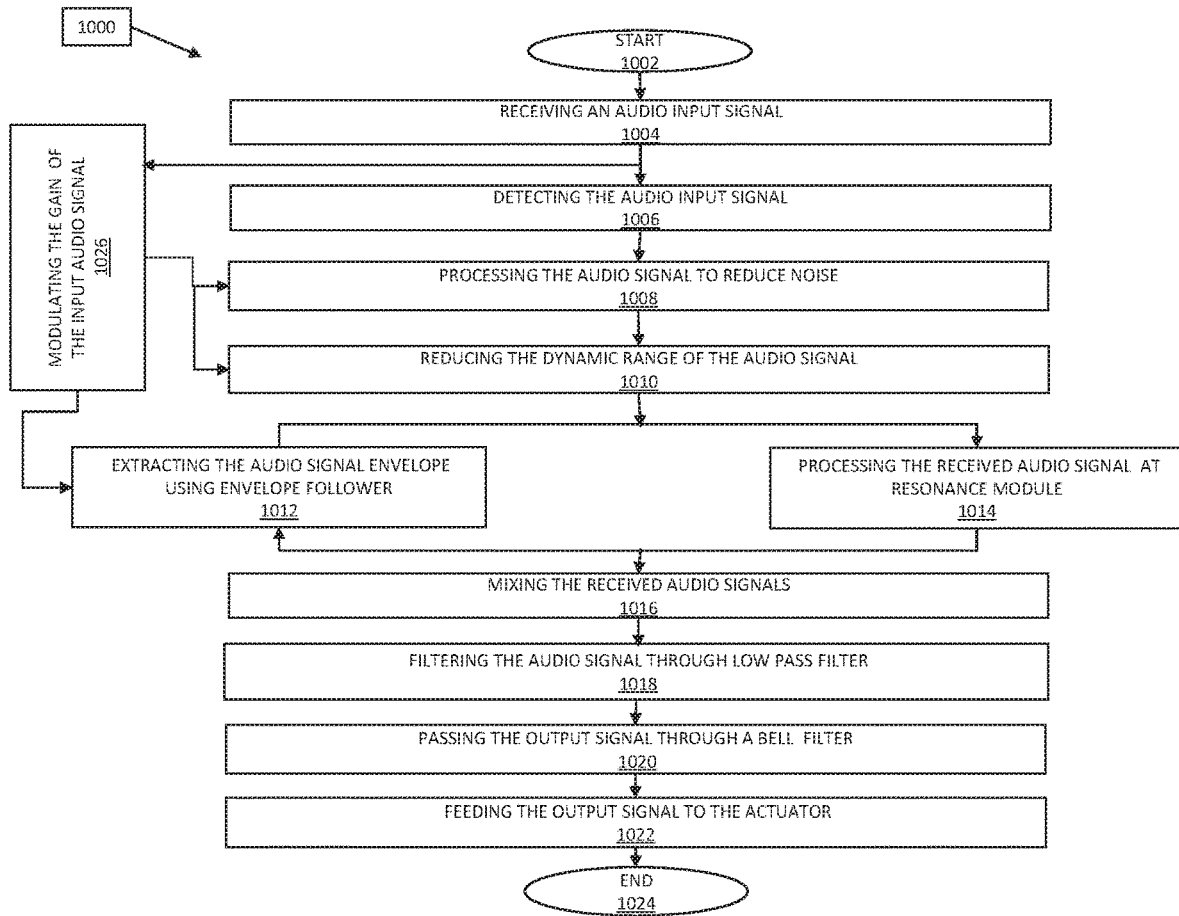 1000
START
1002
RECEIVING AN AUDIO INPUT SIGNAL
1004
MODULATING THE GAIN OF
THE INPUT AUDIO SIGNAL
1026
DETECTING THE AUDIO INPUT SIGNAL
1006
PROCESSING THE AUDIO SIGNAL TO REDUCE NOISE
1008
REDUCING THE DYNAMIC RANGE OF THE AUDIO SIGNAL
1010
EXTRACTING THE AUDIO SIGNAL ENVELOPE
USING ENVELOPE FOLLOWER
1012
PROCESSING THE RECEIVED AUDIO SIGNAL AT
RESONANCE MODULE
1014
MIXING THE RECEIVED AUDIO SIGNALS
1016
FILTERING THE AUDIO SIGNAL THROUGH LOW PASS FILTER
1018
PASSING THE OUTPUT SIGNAL THROUGH A BELL FILTER
1020
FEEDING THE OUTPUT SIGNAL TO THE ACTUATOR
1022
END
1024